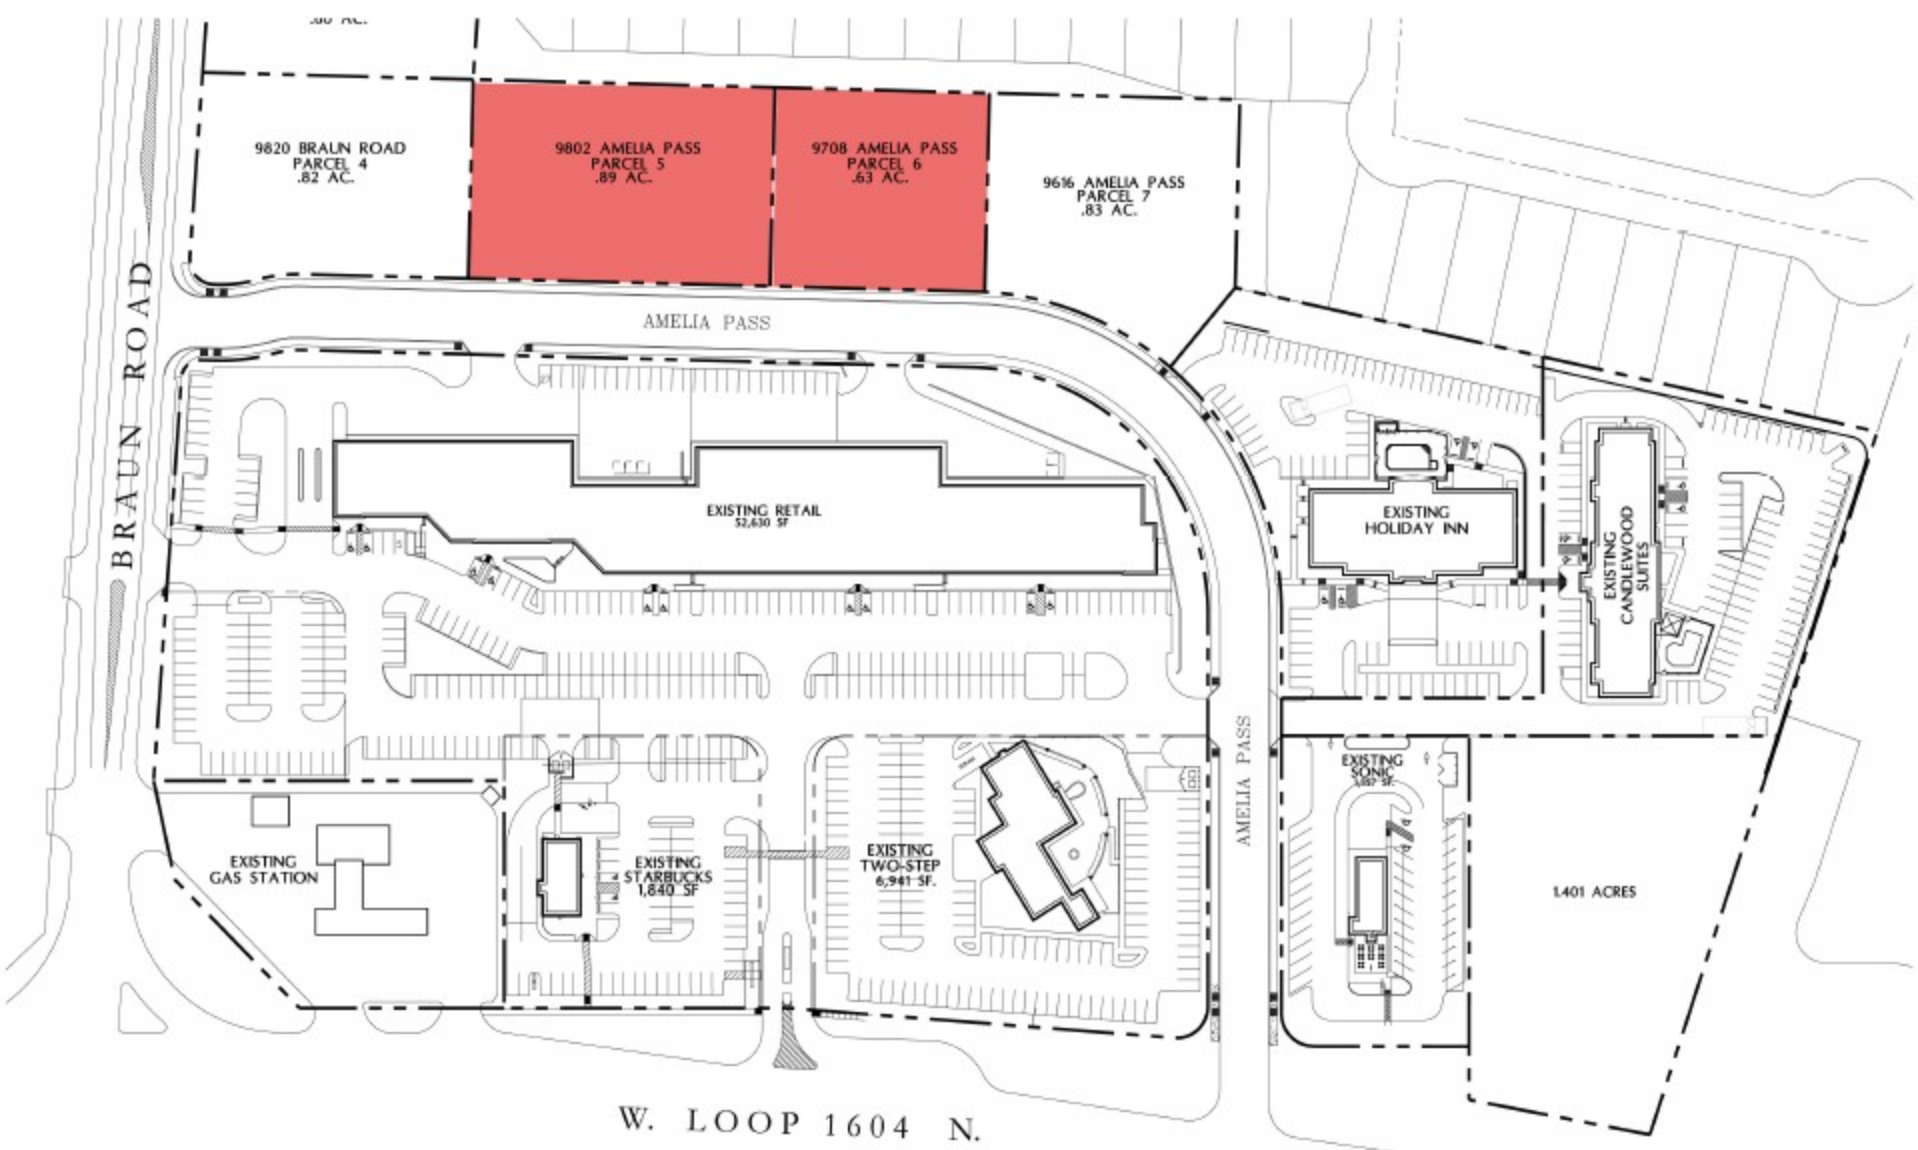 9820 BRAUN ROAD
PARCEL 4
.82 AC.
9802 AMELIA PASS
PARCEL 5
.89 AC.
9708 AMELIA PASS
PARCEL 6
.63 AC.
9616 AMELIA PASS
PARCEL 7
.83 AC.
BRAUN ROAD
AMELIA PASS
EXISTING RETAIL
52,630 SF
EXISTING
HOLIDAY INN
EXISTING
CANDLEWOOD
SUITES
AMELIA PASS
EXISTING
GAS STATION
EXISTING
STARBUCKS
1,840 SF
EXISTING
TWO-STEP
6,941 SF.
EXISTING
SONIC
SF.
1.401 ACRES
W. LOOP 1604 N.